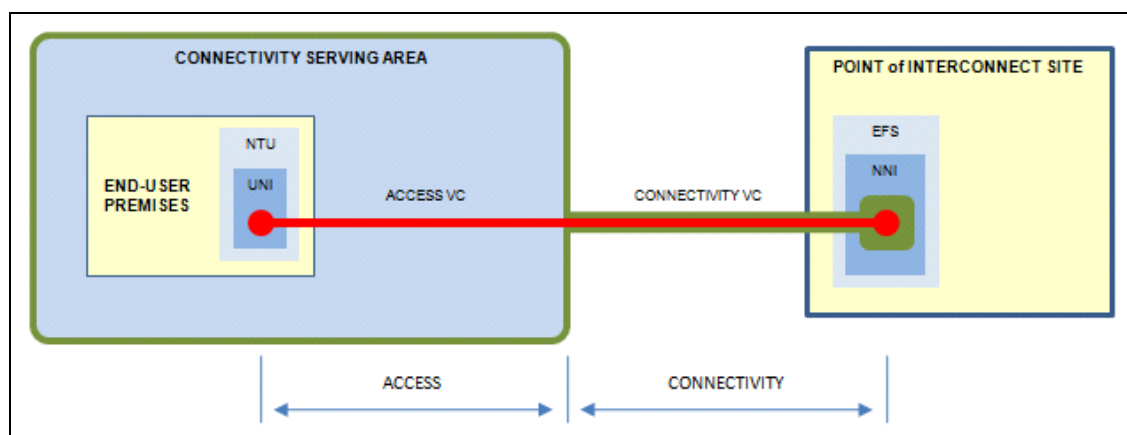 CONNECTIVITY SERVING AREA
POINT of INTERCONNECT SITE
NTU
EFS
UNI
NNI
END-USER
PREMISES
ACCESS VC
CONNECTIVITY VC
ACCESS
CONNECTIVITY